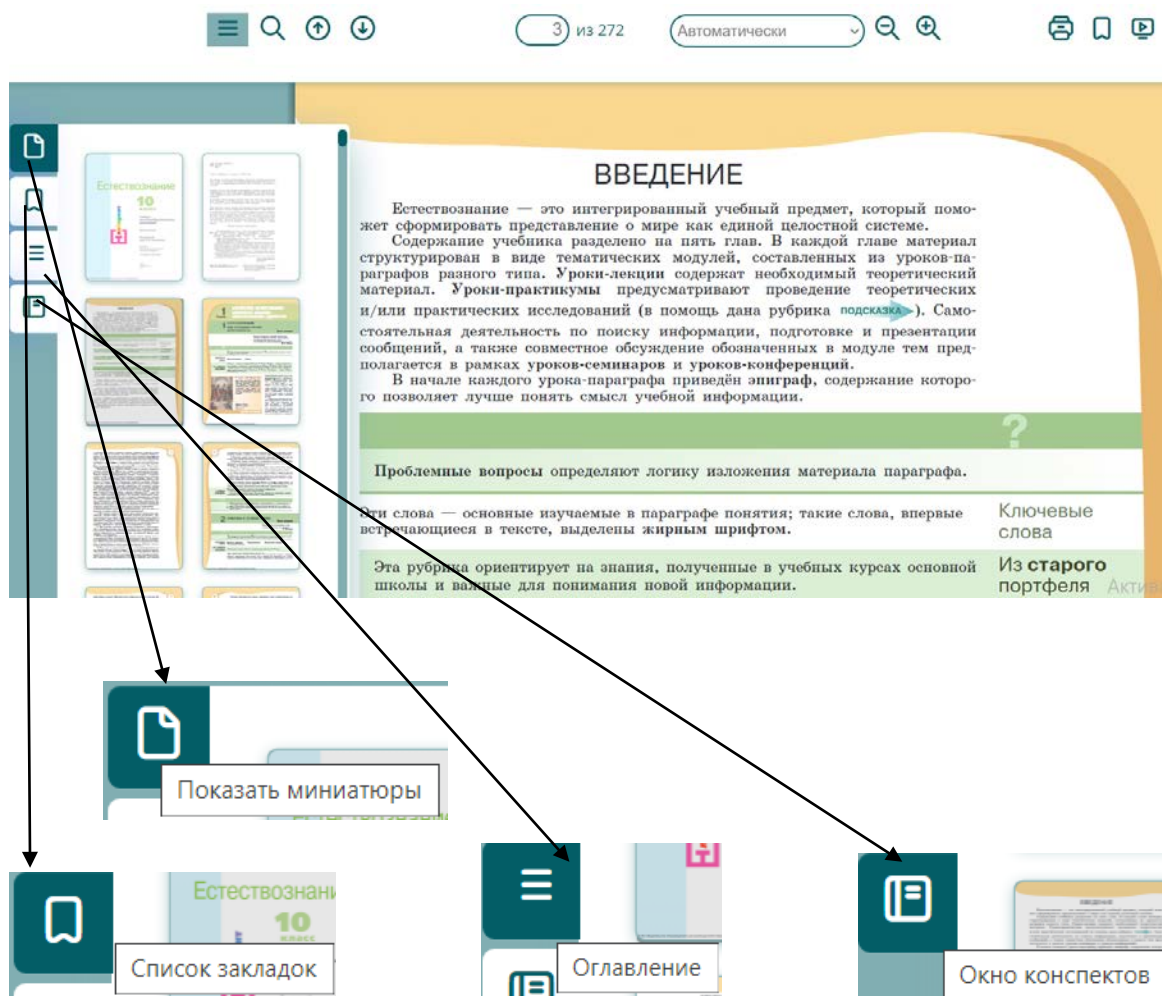 3 из 272 Автоматически
Естествознание
10
ВВЕДЕНИЕ
Естествознание — это интегрированный учебный предмет, который помо-
жет сформировать представление о мире как единой целостной системе.
Содержание учебника разделено на пять глав. В каждой главе материал
структурирован в виде тематических модулей, составленных из уроков-па-
раграфов разного типа. Уроки-лекции содержат необходимый теоретический
материал. Уроки-практикумы предусматривают проведение теоретических
и/или практических исследований (в помощь дана рубрика ПОДСКАЗКА). Само-
стоятельная деятельность по поиску информации, подготовке и презентации
сообщений, а также совместное обсуждение обозначенных в модуле тем пред-
полагается в рамках уроков-семинаров и уроков-конференций.
В начале каждого урока-параграфа приведён эпиграф, содержание которо-
го позволяет лучше понять смысл учебной информации.
?
Проблемные вопросы определяют логику изложения материала параграфа.
Эти слова — основные изучаемые в параграфе понятия; такие слова, впервые
встречающиеся в тексте, выделены жирным шрифтом.
Ключевые
слова
Эта рубрика ориентирует на знания, полученные в учебных курсах основной
школы и важные для понимания новой информации.
Из старого
портфеля
Актив
Показать миниатюры
Естествознани
10
класс
Список закладок
Оглавление
Окно конспектов